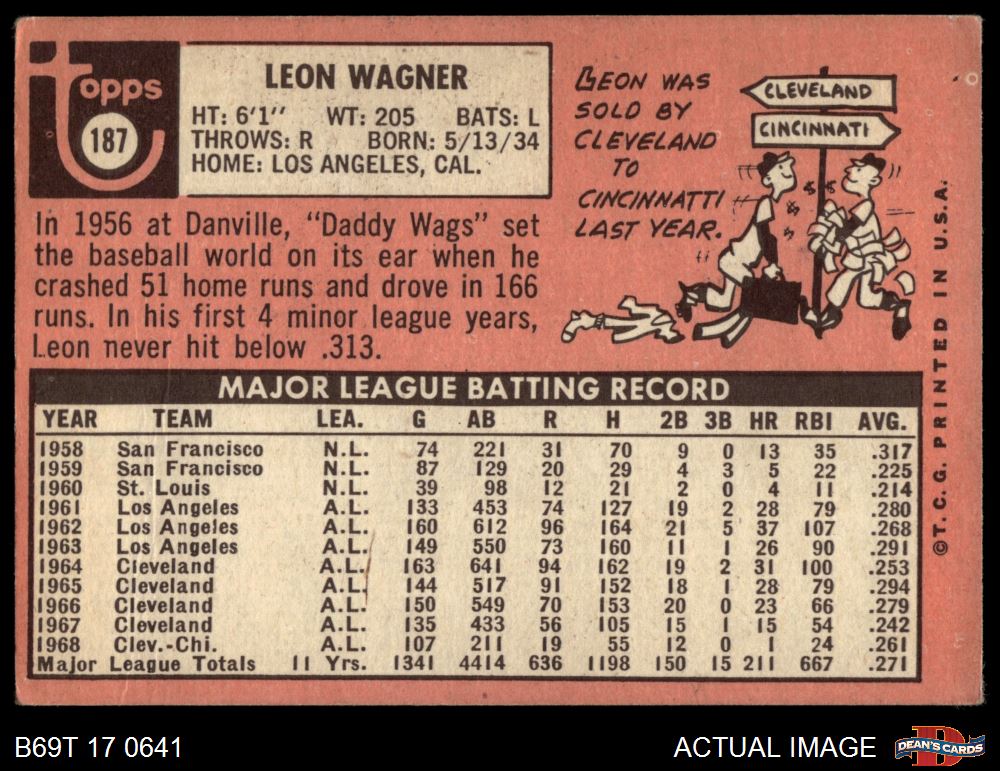 topps
187
LEON WAGNER
HT: 6'1" WT: 205 BATS: L
THROWS: R BORN: 5/13/34
HOME: LOS ANGELES, CAL.
In 1956 at Danville, "Daddy Wags" set
the baseball world on its ear when he
crashed 51 home runs and drove in 166
runs. In his first 4 minor league years,
Leon never hit below .313.
LEON WAS
SOLD BY
CLEVELAND
TO
CINCINNATTI
LAST YEAR.
CLEVELAND
CINCINNATI
MAJOR LEAGUE BATTING RECORD
YEAR TEAM LEA. G AB R H 2B 3B HR RBI AVG.
1958 San Francisco N.L. 74 221 31 70 9 0 13 35 .317
1959 San Francisco N.L. 87 129 20 29 4 3 5 22 .225
1960 St. Louis N.L. 39 98 12 21 2 0 4 11 .214
1961 Los Angeles A.L. 133 453 74 127 19 2 28 79 .280
1962 Los Angeles A.L. 160 612 96 164 21 5 37 107 .268
1963 Los Angeles A.L. 149 550 73 160 11 1 26 90 .291
1964 Cleveland A.L. 163 641 94 162 19 2 31 100 .253
1965 Cleveland A.L. 144 517 91 152 18 1 28 79 .294
1966 Cleveland A.L. 150 549 70 153 20 0 23 66 .279
1967 Cleveland A.L. 135 433 56 105 15 1 15 54 .242
1968 Clev.-Chi. A.L. 107 211 19 55 12 0 1 24 .261
Major League Totals 11 Yrs. 1341 4414 636 1198 150 15 211 667 .271
©T.C.G. PRINTED IN U.S.A.
B69T 17 0641
ACTUAL IMAGE
D
DEAN'S CARDS